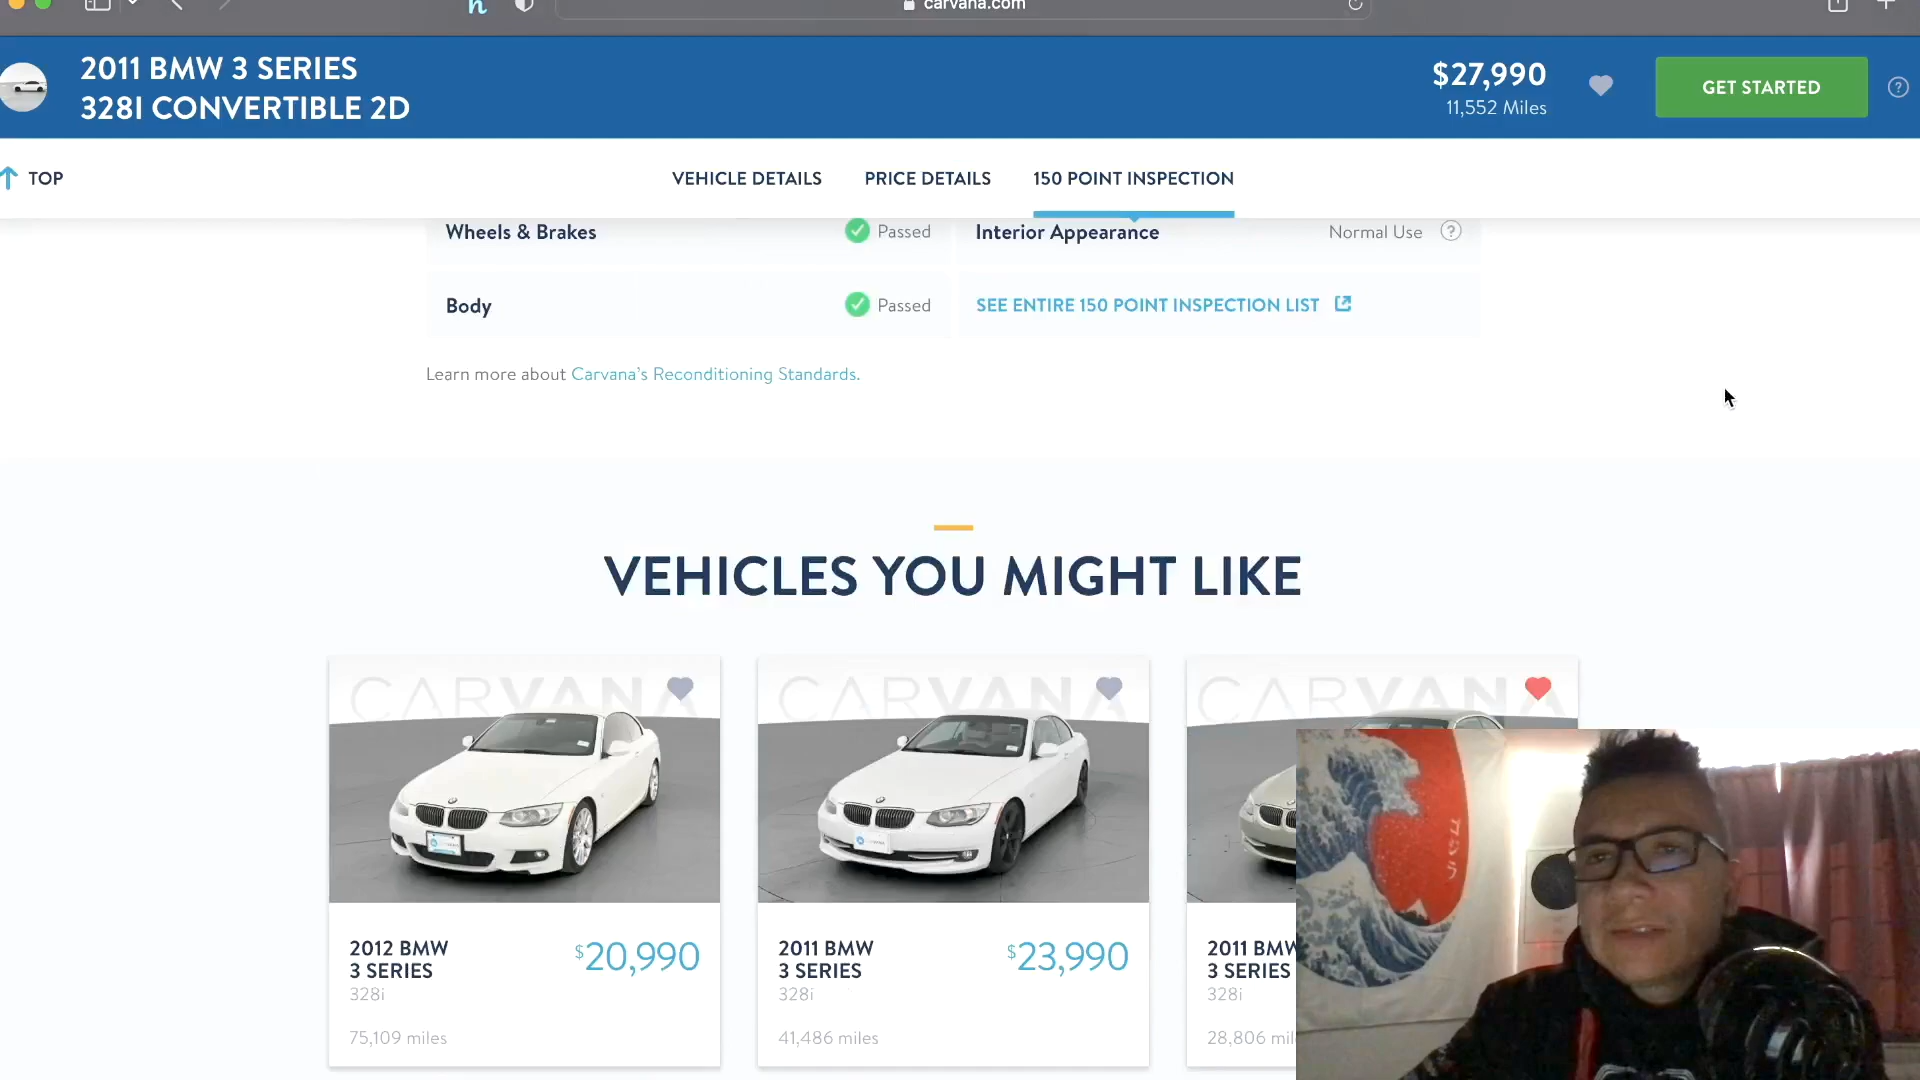 carvana.com
2011 BMW 3 SERIES
328I CONVERTIBLE 2D
$27,990
11,552 Miles
GET STARTED
TOP
VEHICLE DETAILS
PRICE DETAILS
150 POINT INSPECTION
Wheels & Brakes
Passed
Interior Appearance
Normal Use
Body
Passed
SEE ENTIRE 150 POINT INSPECTION LIST
Learn more about Carvana's Reconditioning Standards.
VEHICLES YOU MIGHT LIKE
CARVANA
CARVANA
CARVANA
2012 BMW
3 SERIES
$20,990
328i
75,109 miles
2011 BMW
3 SERIES
$23,990
328i
41,486 miles
2011 BMW
3 SERIES
328i
28,806